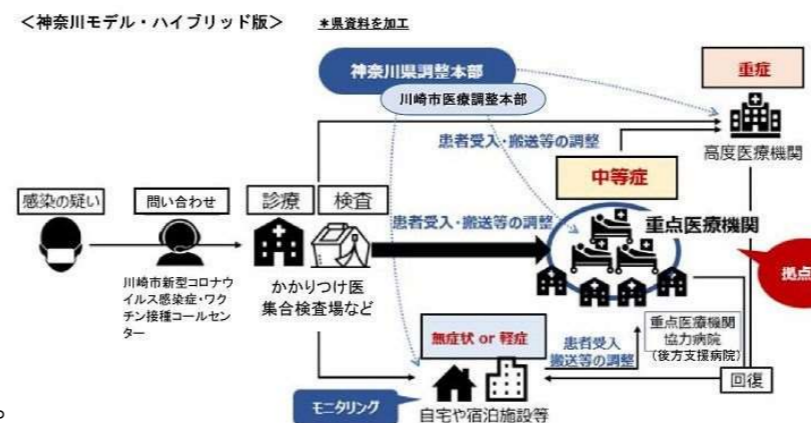 <神奈川モデル・ハイブリッド版>
*県資料を加工
神奈川県調整本部
川崎市医療調整本部
重症
高度医療機関
患者受入・搬送等の調整
中等症
感染の疑い
問い合わせ
診療
検査
患者受入・搬送等の調整
重点医療機関
拠点
川崎市新型コロナウ
イルス感染症・ワク
チン接種コールセン
ター
かかりつけ医
集合検査場など
無症状 or 軽症
患者受入
搬送等の調整
重点医療機関
協力病院
(後方支援病院)
回復
モニタリング
自宅や宿泊施設等
。